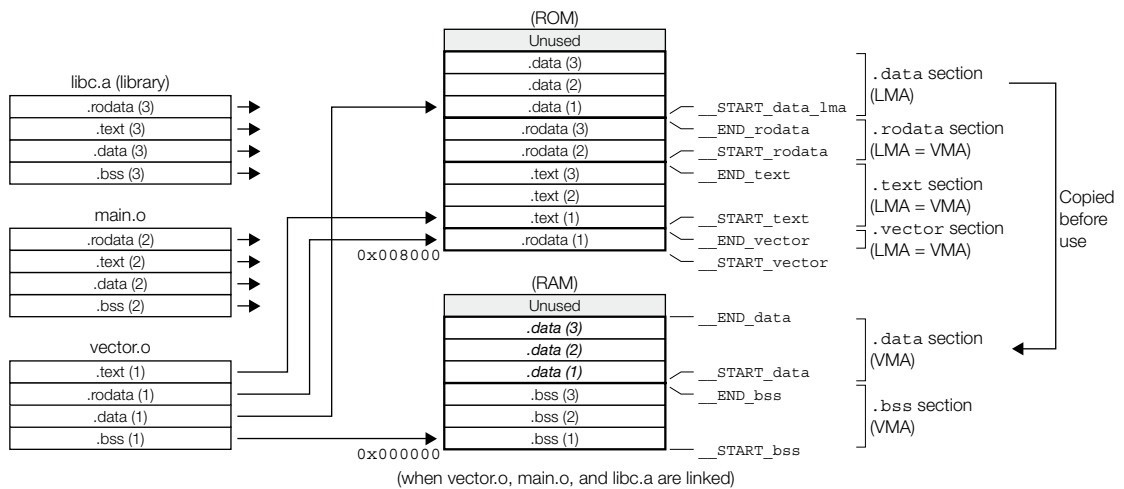 libc.a (library)
.rodata (3)
.text (3)
.data (3)
.bss (3)
main.o
.rodata (2)
.text (2)
.data (2)
.bss (2)
vector.o
.text (1)
.rodata (1)
.data (1)
.bss (1)
(ROM)
Unused
.data (3)
.data (2)
.data (1)
.rodata (3)
.rodata (2)
.text (3)
.text (2)
.text (1)
.rodata (1)
0x008000
__START_data_lma
__END_rodata
__START_rodata
__END_text
__START_text
__END_vector
__START_vector
.data section
(LMA)
.rodata section
(LMA = VMA)
.text section
(LMA = VMA)
.vector section
(LMA = VMA)
Copied
before
use
(RAM)
Unused
.data (3)
.data (2)
.data (1)
.bss (3)
.bss (2)
.bss (1)
0x000000
__END_data
__START_data
__END_bss
__START_bss
.data section
(VMA)
.bss section
(VMA)
(when vector.o, main.o, and libc.a are linked)